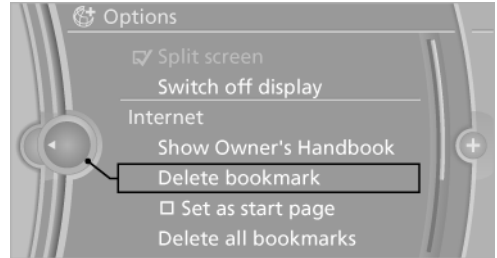 Options
Split screen
Switch off display
Internet
Show Owner's Handbook
Delete bookmark
Set as start page
Delete all bookmarks